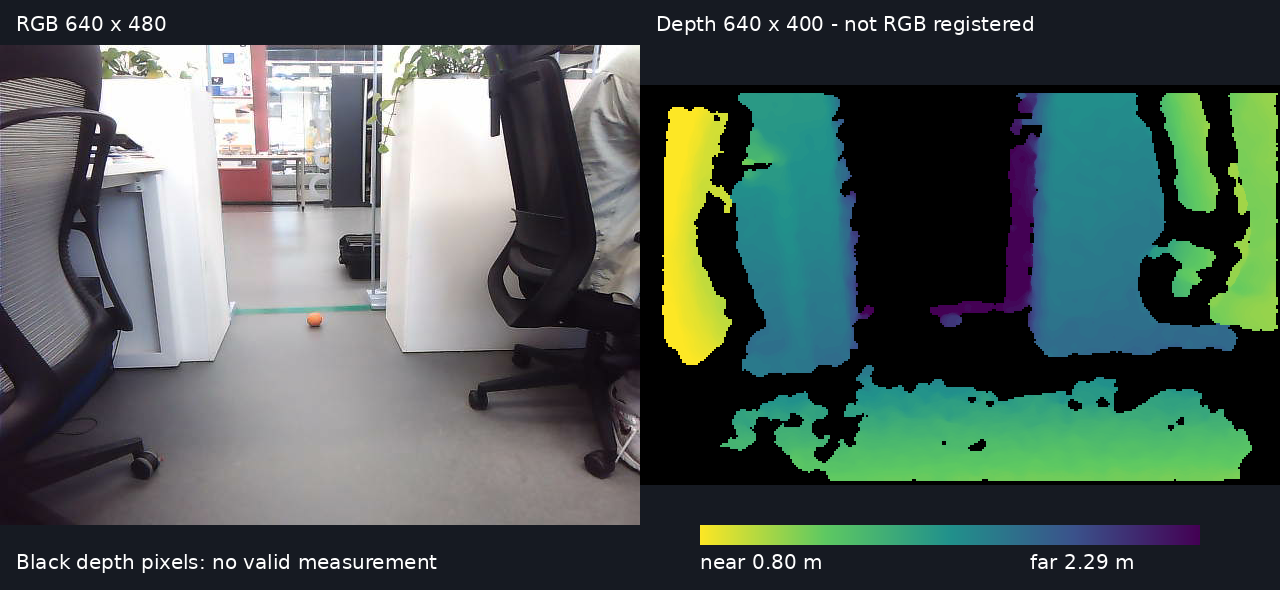 RGB 640 x 480
Depth 640 x 400 - not RGB registered
Black depth pixels: no valid measurement
near 0.80 m
far 2.29 m